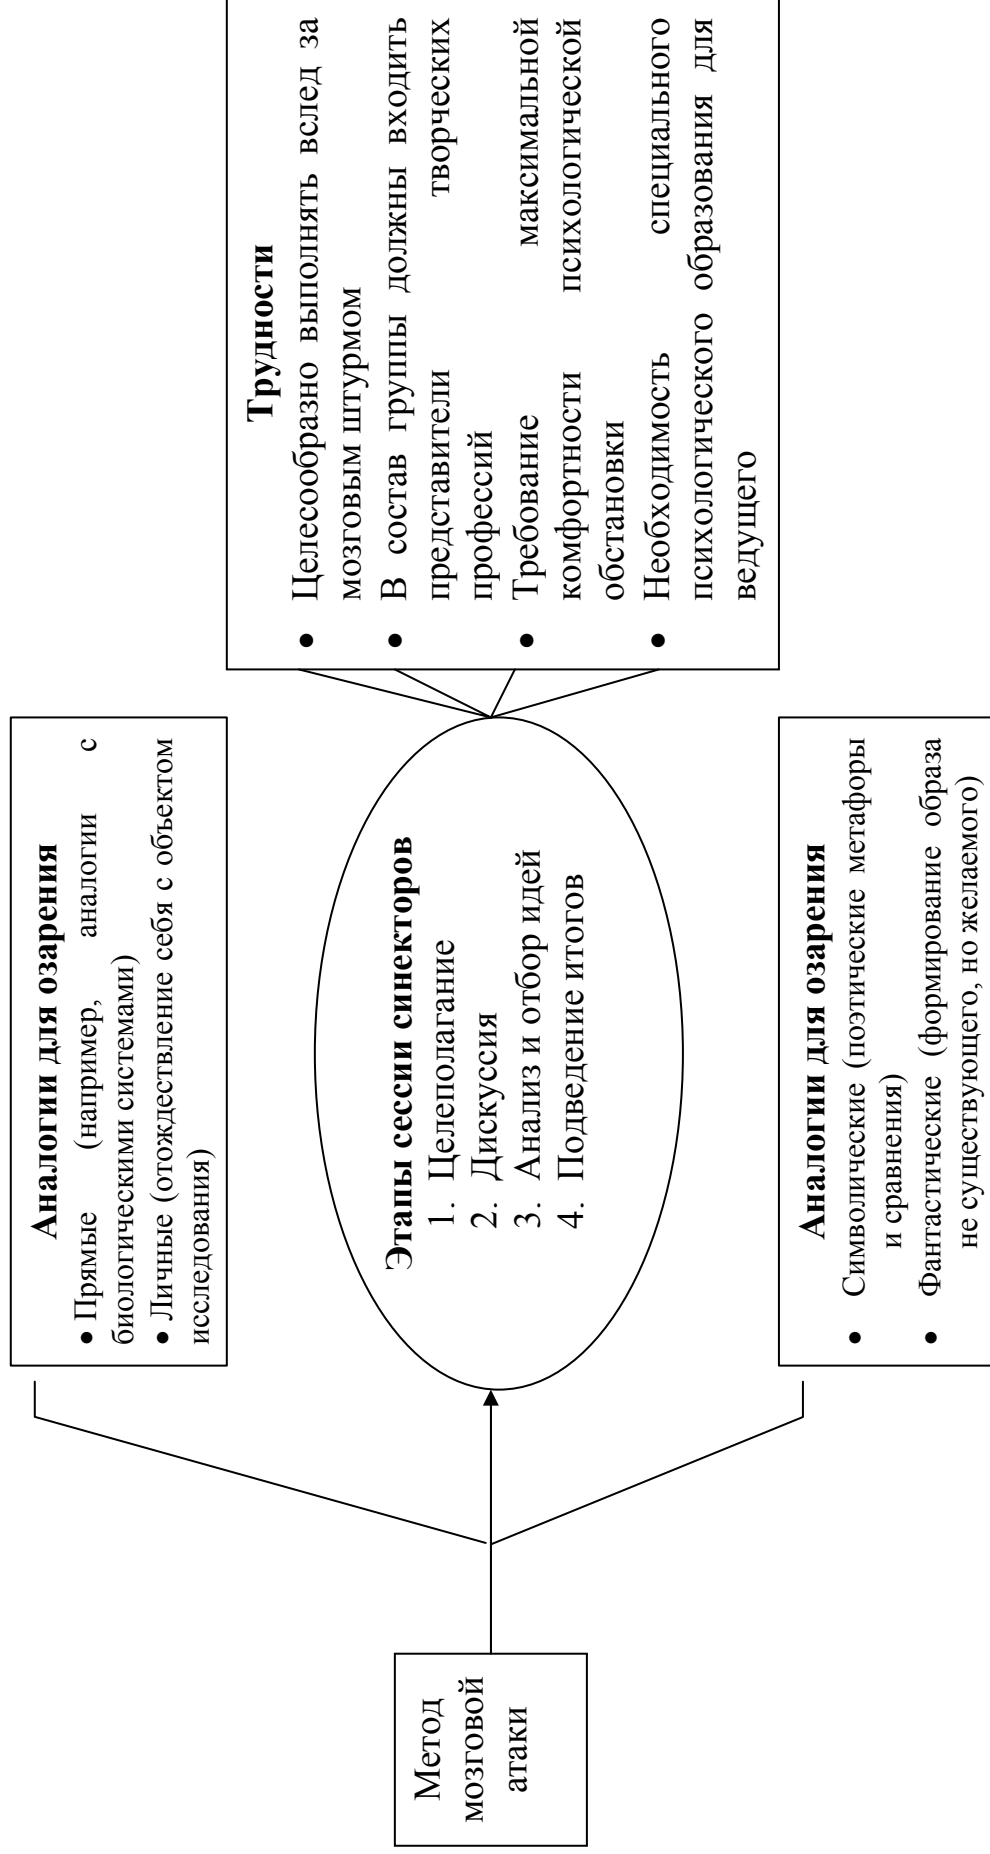 Метод
мозговой
атаки
Аналогии для озарения
• Прямые (например, аналогии с
биологическими системами)
• Личные (отождествление себя с объектом
исследования)
Этапы сессии синекторов
1. Целеполагание
2. Дискуссия
3. Анализ и отбор идей
4. Подведение итогов
Аналогии для озарения
• Символические (поэтические метафоры
и сравнения)
• Фантастические (формирование образа
не существующего, но желаемого)
Трудности
• Целесообразно выполнять вслед за
мозговым штурмом
• В состав группы должны входить
представители творческих
профессий
• Требование максимальной
комфортности психологической
обстановки
• Необходимость специального
психологического образования для
ведущего